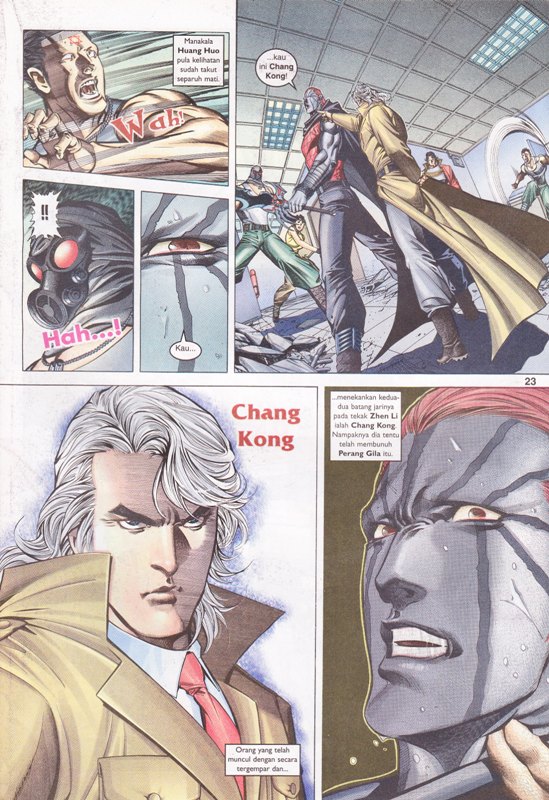 Manakala
Huang Huo
pula kelihatan
sudah takut
separuh mati.
Wah!
...kau
ini Chang
Kong!
!!
Hah...!
Kau...
23
Chang
Kong
Orang yang telah
muncul dengan secara
tergempar dan...
...menekankan kedua-
dua batang jarinya
pada tekak Zhen Li
ialah Chang Kong.
Nampaknya dia tentu
telah membunuh
Perang Gila itu.